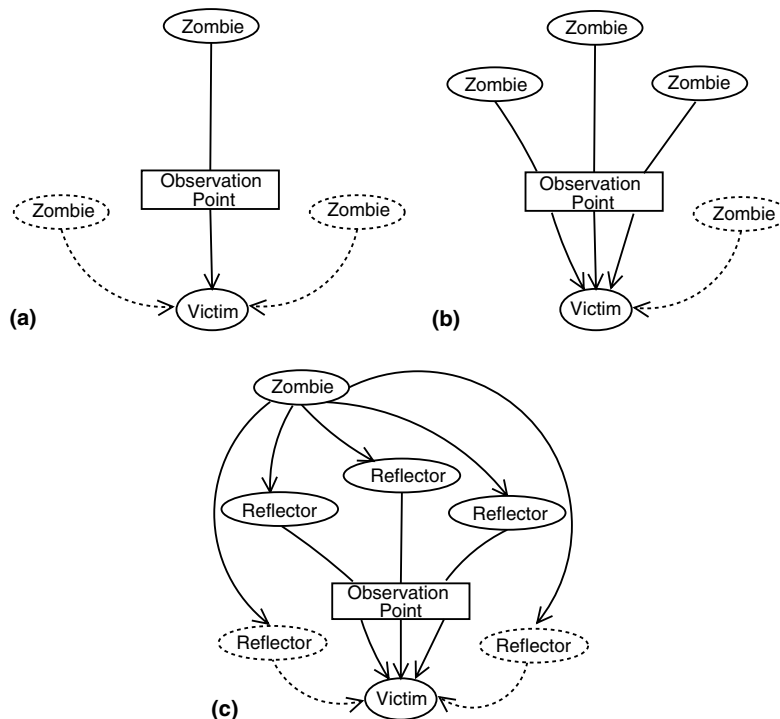 Zombie
Observation
Point
Zombie
Zombie
Victim
(a)
Zombie
Zombie
Zombie
Observation
Point
Zombie
Victim
(b)
Zombie
Reflector
Reflector
Reflector
Observation
Point
Reflector
Reflector
Victim
(c)